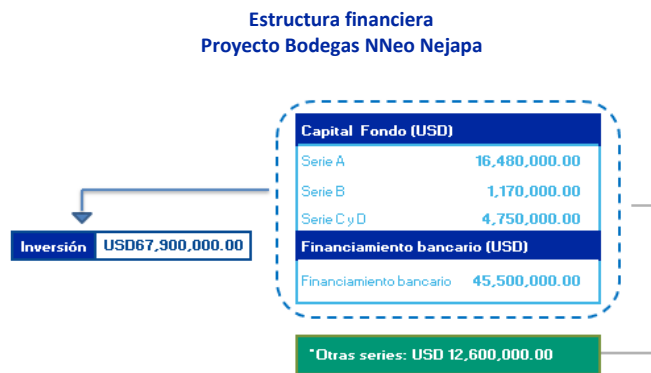 Estructura financiera
Proyecto Bodegas NNeo Nejapa
Capital Fondo (USD)
Serie A 16,480,000.00
Serie B 1,170,000.00
Serie C y D 4,750,000.00
Inversión USD67,900,000.00
Financiamiento bancario (USD)
Financiamiento bancario 45,500,000.00
*Otras series: USD 12,600,000.00